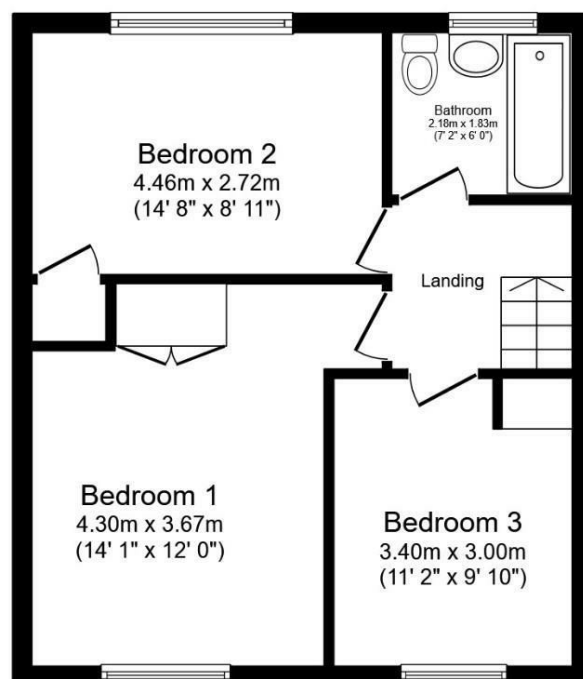 Bathroom
2.18m x 1.83m
(7' 2" x 6' 0")
Bedroom 2
4.46m x 2.72m
(14' 8" x 8' 11")
Landing
Bedroom 1
4.30m x 3.67m
(14' 1" x 12' 0")
Bedroom 3
3.40m x 3.00m
(11' 2" x 9' 10")